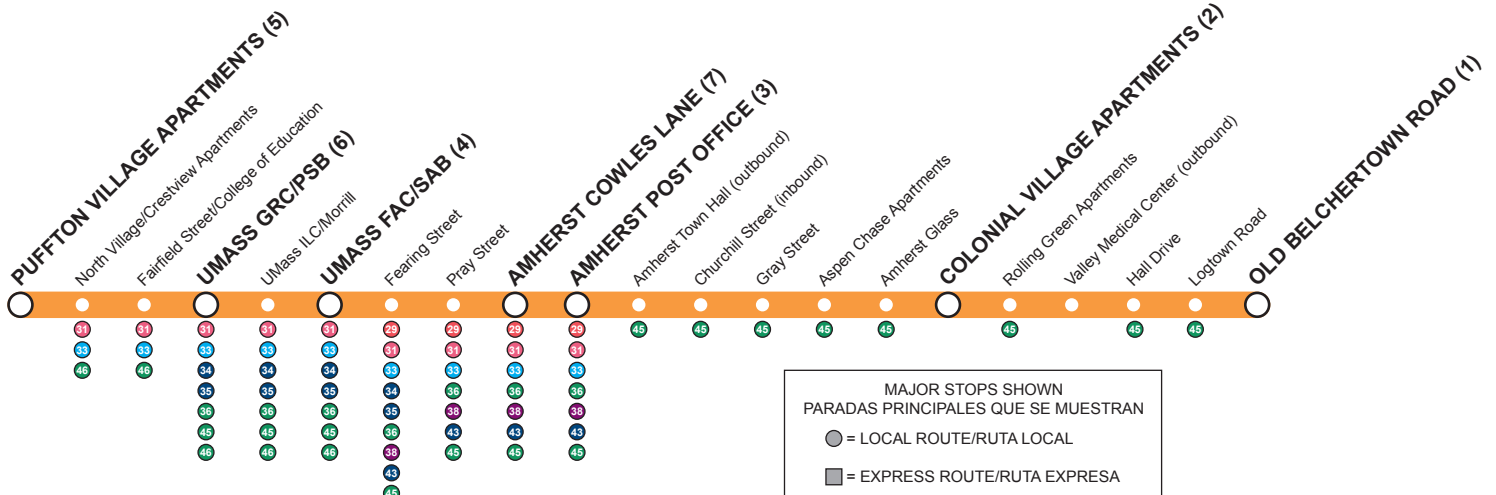 PUFFTON VILLAGE APARTMENTS (5)
North Village/Crestview Apartments
Fairfield Street/College of Education
UMASS GRC/PSB (6)
UMass ILC/Morrill
UMASS FAC/SAB (4)
Fearing Street
Pray Street
AMHERST COWLES LANE (7)
AMHERST POST OFFICE (3)
Amherst Town Hall (outbound)
Churchill Street (inbound)
Gray Street
Aspen Chase Apartments
Amherst Glass
COLONIAL VILLAGE APARTMENTS (2)
Rolling Green Apartments
Valley Medical Center (outbound)
Hall Drive
Logtown Road
OLD BELCHERTOWN ROAD (1)
31 31 31 31 31 29 29 29 29 45 45 45 45 45 45 45 45
33 33 33 33 33 31 31 31 31
46 46 34 34 34 33 33 33 33
35 35 35 34 36 36 36
36 36 36 35 38 38 38
45 45 45 36 43 43 43
46 46 46 38 45 45 45
43
45
MAJOR STOPS SHOWN
PARADAS PRINCIPALES QUE SE MUESTRAN
= LOCAL ROUTE/RUTA LOCAL
= EXPRESS ROUTE/RUTA EXPRESA